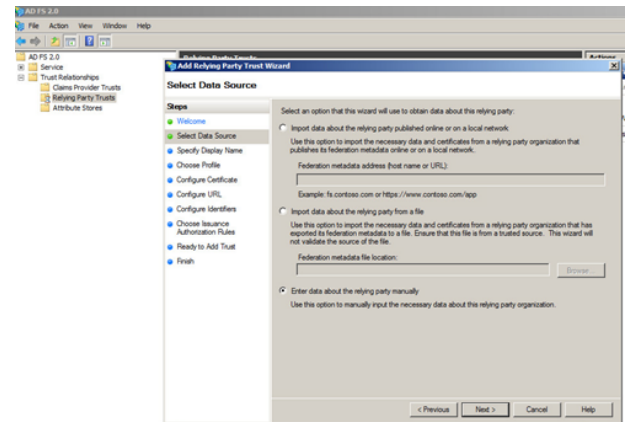 AD FS 2.0
File Action View Window Help
AD FS 2.0
Service
Trust Relationships
Claims Provider Trusts
Relying Party Trusts
Attribute Stores
Relying Party Trusts
Actions
Add Relying Party Trust Wizard
Select Data Source
Steps
Welcome
Select Data Source
Specify Display Name
Choose Profile
Configure Certificate
Configure URL
Configure Identifiers
Choose Issuance
Authorization Rules
Ready to Add Trust
Finish
Select an option that this wizard will use to obtain data about this relying party:
Import data about the relying party published online or on a local network
Use this option to import the necessary data and certificates from a relying party organization that
publishes its federation metadata online or on a local network.
Federation metadata address (host name or URL):
Example: fs.contoso.com or https://www.contoso.com/app
Import data about the relying party from a file
Use this option to import the necessary data and certificates from a relying party organization that has
exported its federation metadata to a file. Ensure that this file is from a trusted source. This wizard will
not validate the source of the file.
Federation metadata file location:
Browse...
Enter data about the relying party manually
Use this option to manually input the necessary data about this relying party organization.
< Previous Next > Cancel Help